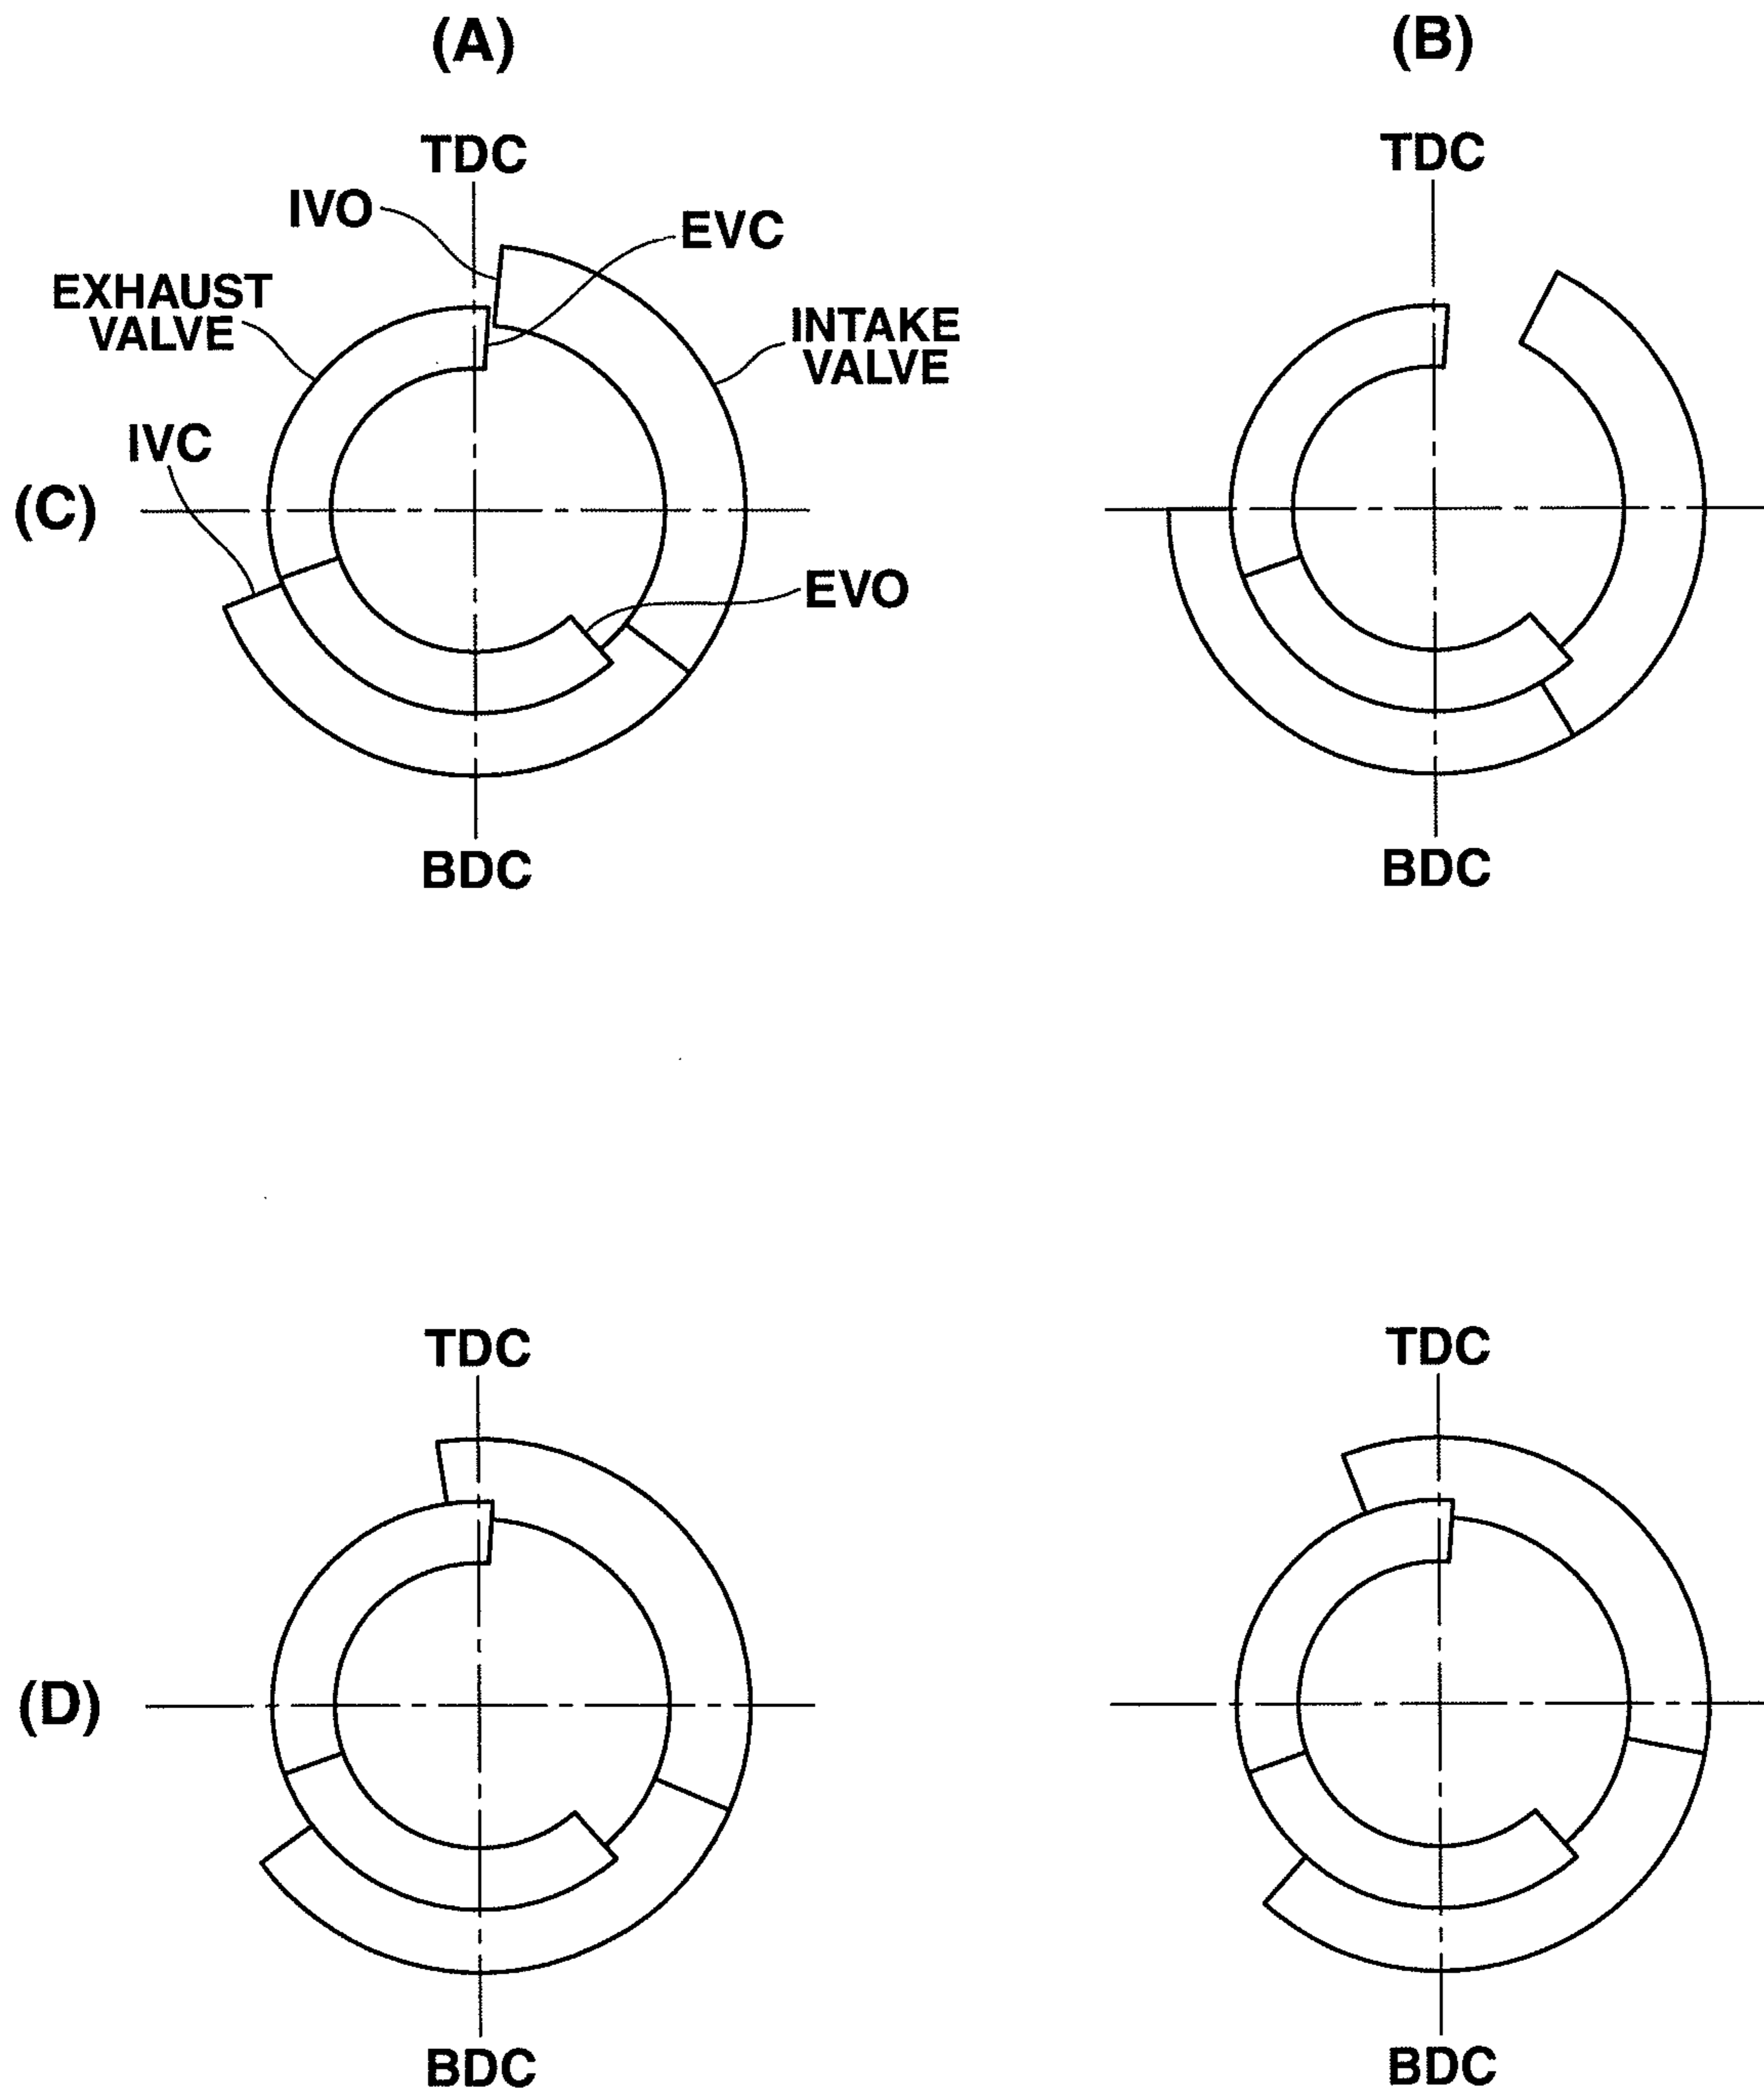 (A)
(B)
TDC
TDC
IVO
EVC
EXHAUST
VALVE
INTAKE
VALVE
IVC
(C)
EVO
BDC
BDC
TDC
TDC
(D)
BDC
BDC